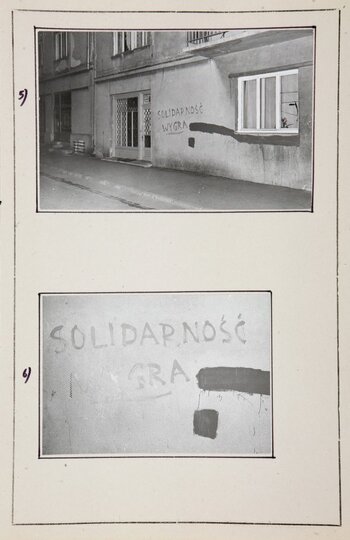 5)
SOLIDARNOŚĆ
WYGRA
6)
SOLIDARNOŚĆ
GRA